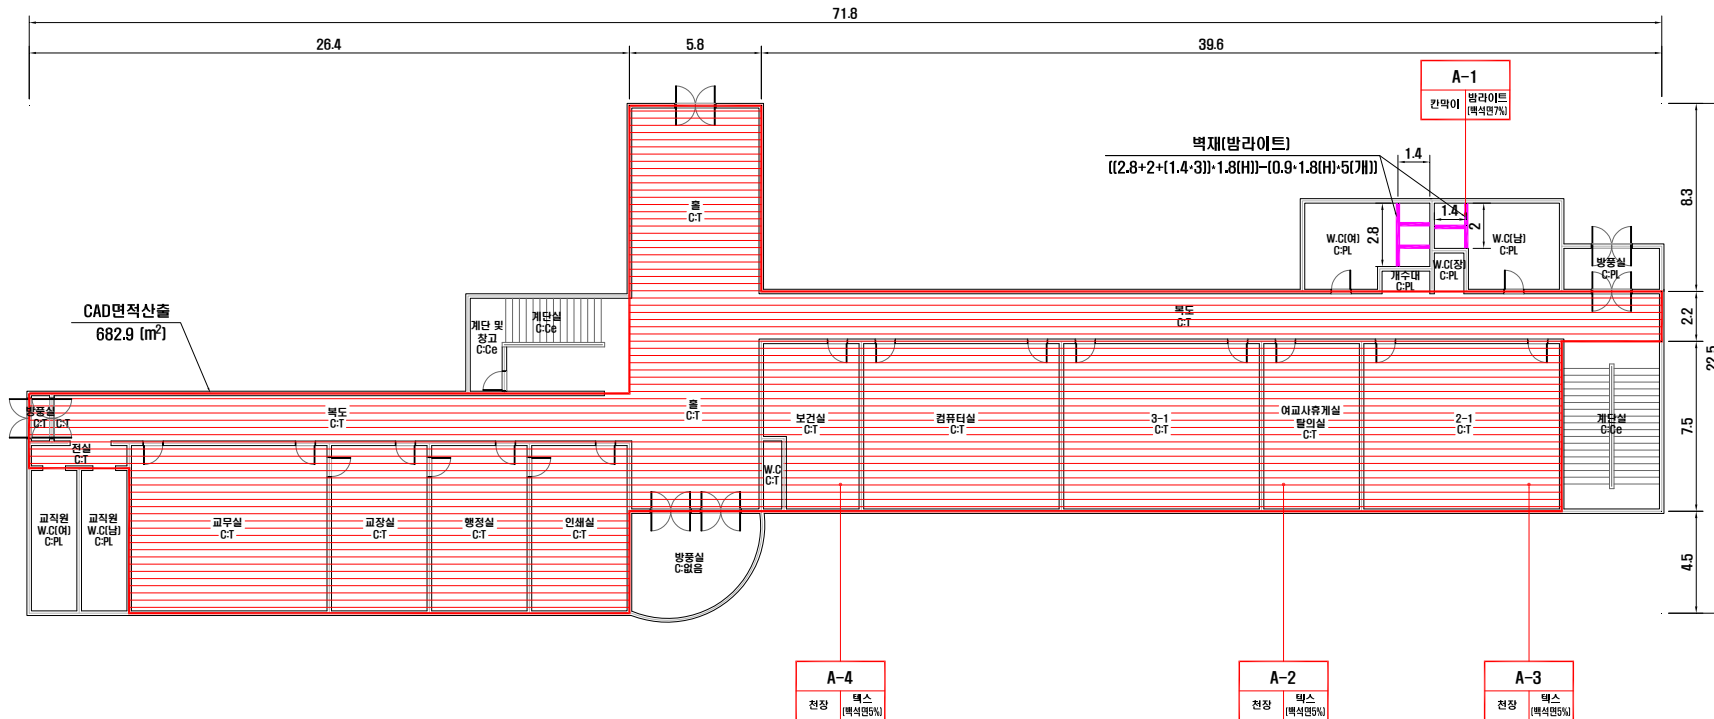 71.8
26.4
5.8
39.6
A-1
칸막이
밤라이트
(백석면7%)
벽재(밤라이트)
((2.8+2+(1.4*3))*1.8(H))-(0.9*1.8(H)*5(개))
1.4
1.4
2.8
2
8.3
2.2
22.5
7.5
4.5
홀
C:T
W.C(여)
C:PL
W.C(남)
C:PL
W.C(장)
C:PL
개수대
C:PL
방풍실
C:PL
CAD면적산출
682.9 (m²)
계단 및
창고
C:Ce
계단실
C:Ce
복도
C:T
방풍실
C:T
C:T
복도
C:T
홀
C:T
보건실
C:T
컴퓨터실
C:T
3-1
C:T
여교사휴게실
탈의실
C:T
2-1
C:T
계단실
C:Ce
전실
C:T
W.C
C:T
교직원
W.C(여)
C:PL
교직원
W.C(남)
C:PL
교무실
C:T
교장실
C:T
행정실
C:T
인쇄실
C:T
방풍실
C:없음
A-4
천장
텍스
(백석면5%)
A-2
천장
텍스
(백석면5%)
A-3
천장
텍스
(백석면5%)